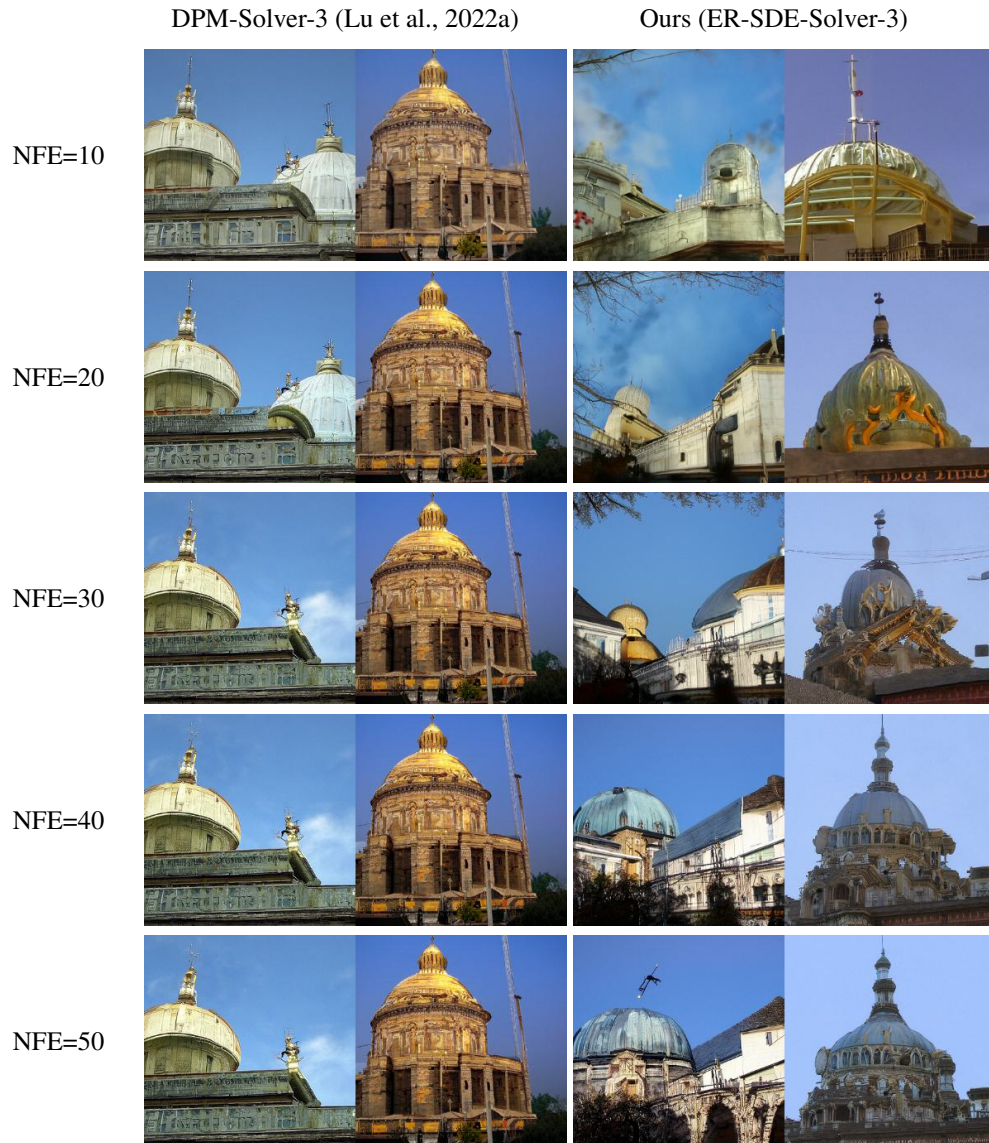 DPM-Solver-3 (Lu et al., 2022a) Ours (ER-SDE-Solver-3)
NFE=10
NFE=20
NFE=30
NFE=40
NFE=50